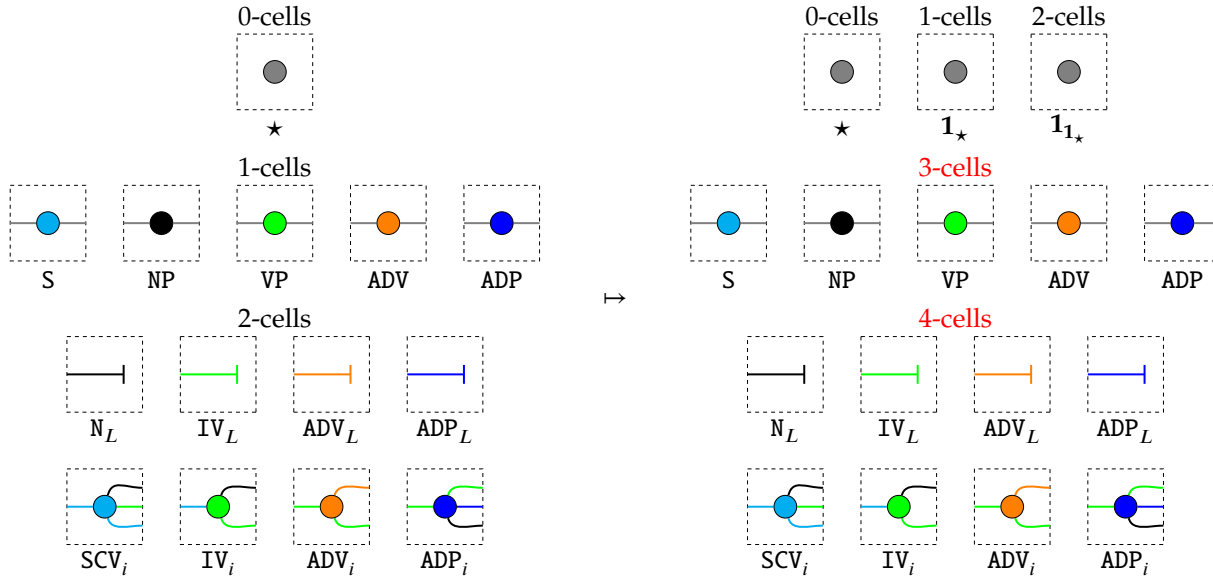 0-cells 0-cells 1-cells 2-cells
⋆ ⋆ 1_⋆ 1_{1_⋆}
1-cells 3-cells
S NP VP ADV ADP S NP VP ADV ADP
↦
2-cells 4-cells
N_L IV_L ADV_L ADP_L N_L IV_L ADV_L ADP_L
SCV_i IV_i ADV_i ADP_i SCV_i IV_i ADV_i ADP_i